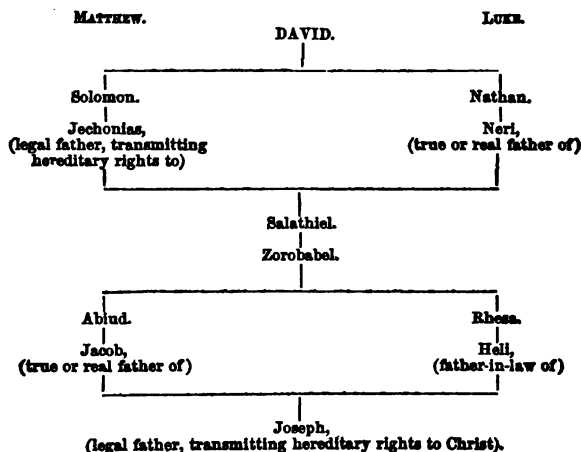 MATTHEW. LUKE.
DAVID.
Solomon. Nathan.
Jechonias, Neri,
(legal father, transmitting (true or real father of)
hereditary rights to)
Salathiel.
Zorobabel.
Abiud. Rhesa.
Jacob, Heli,
(true or real father of) (father-in-law of)
Joseph,
(legal father, transmitting hereditary rights to Christ).